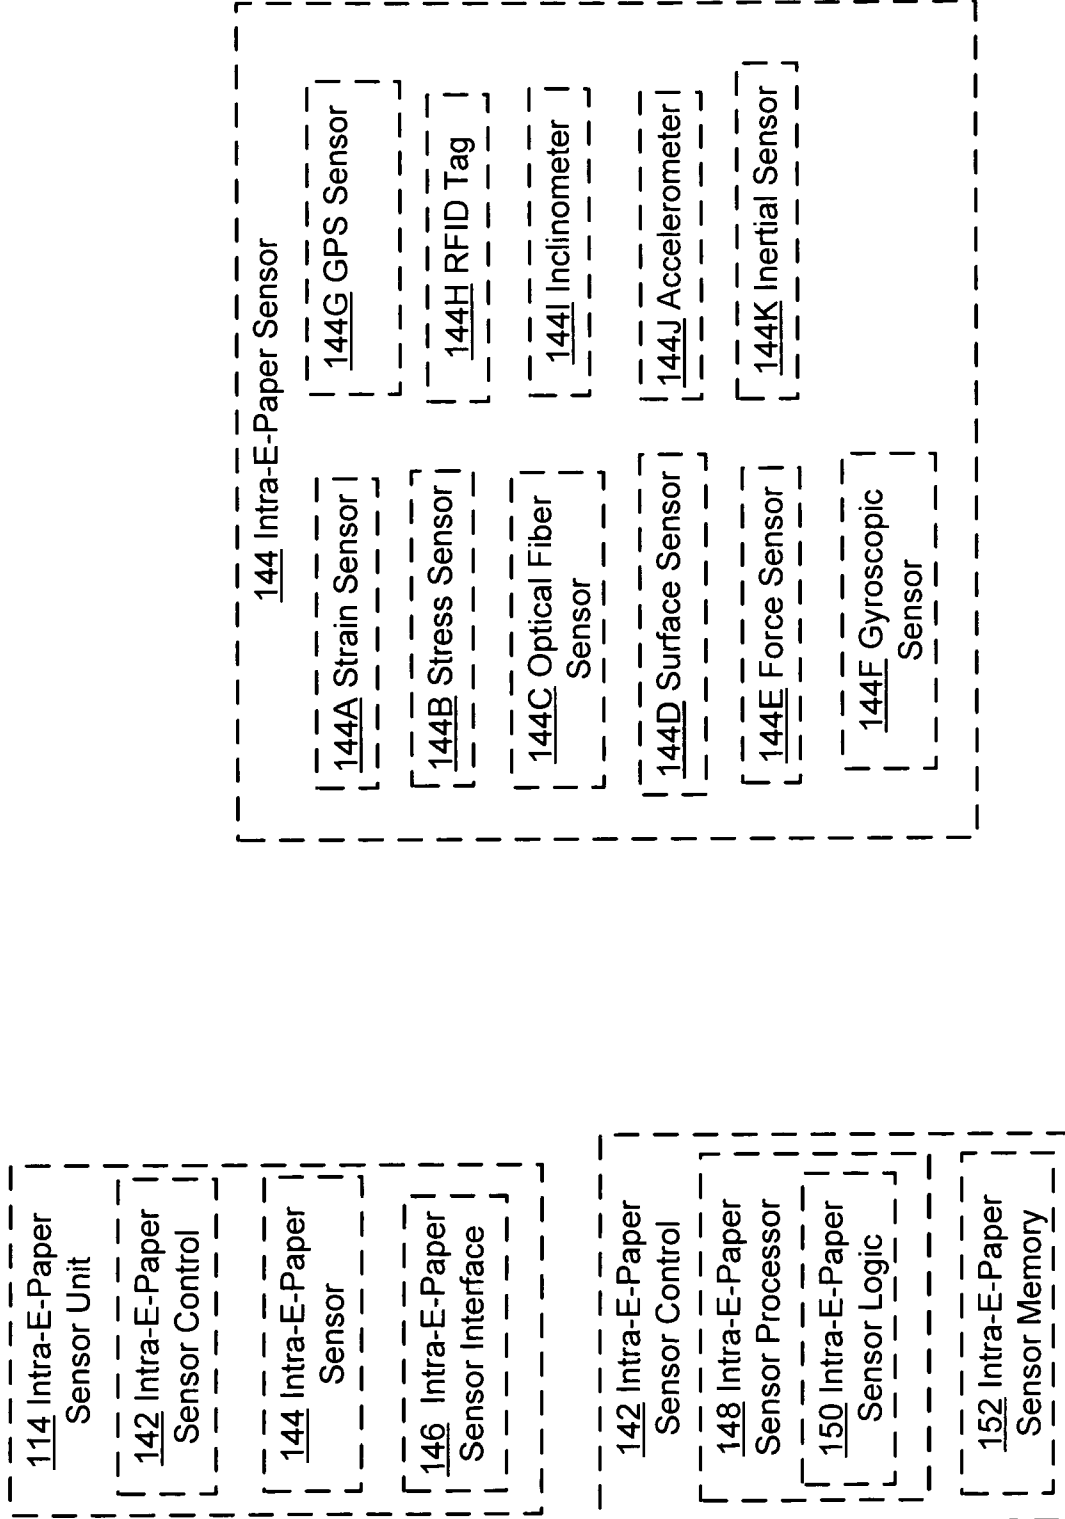 114 Intra-E-Paper
Sensor Unit
142 Intra-E-Paper
Sensor Control
144 Intra-E-Paper
Sensor
146 Intra-E-Paper
Sensor Interface
142 Intra-E-Paper
Sensor Control
148 Intra-E-Paper
Sensor Processor
150 Intra-E-Paper
Sensor Logic
152 Intra-E-Paper
Sensor Memory
144 Intra-E-Paper Sensor
144A Strain Sensor
144B Stress Sensor
144C Optical Fiber
Sensor
144D Surface Sensor
144E Force Sensor
144F Gyroscopic
Sensor
144G GPS Sensor
144H RFID Tag
144I Inclinometer
144J Accelerometer
144K Inertial Sensor